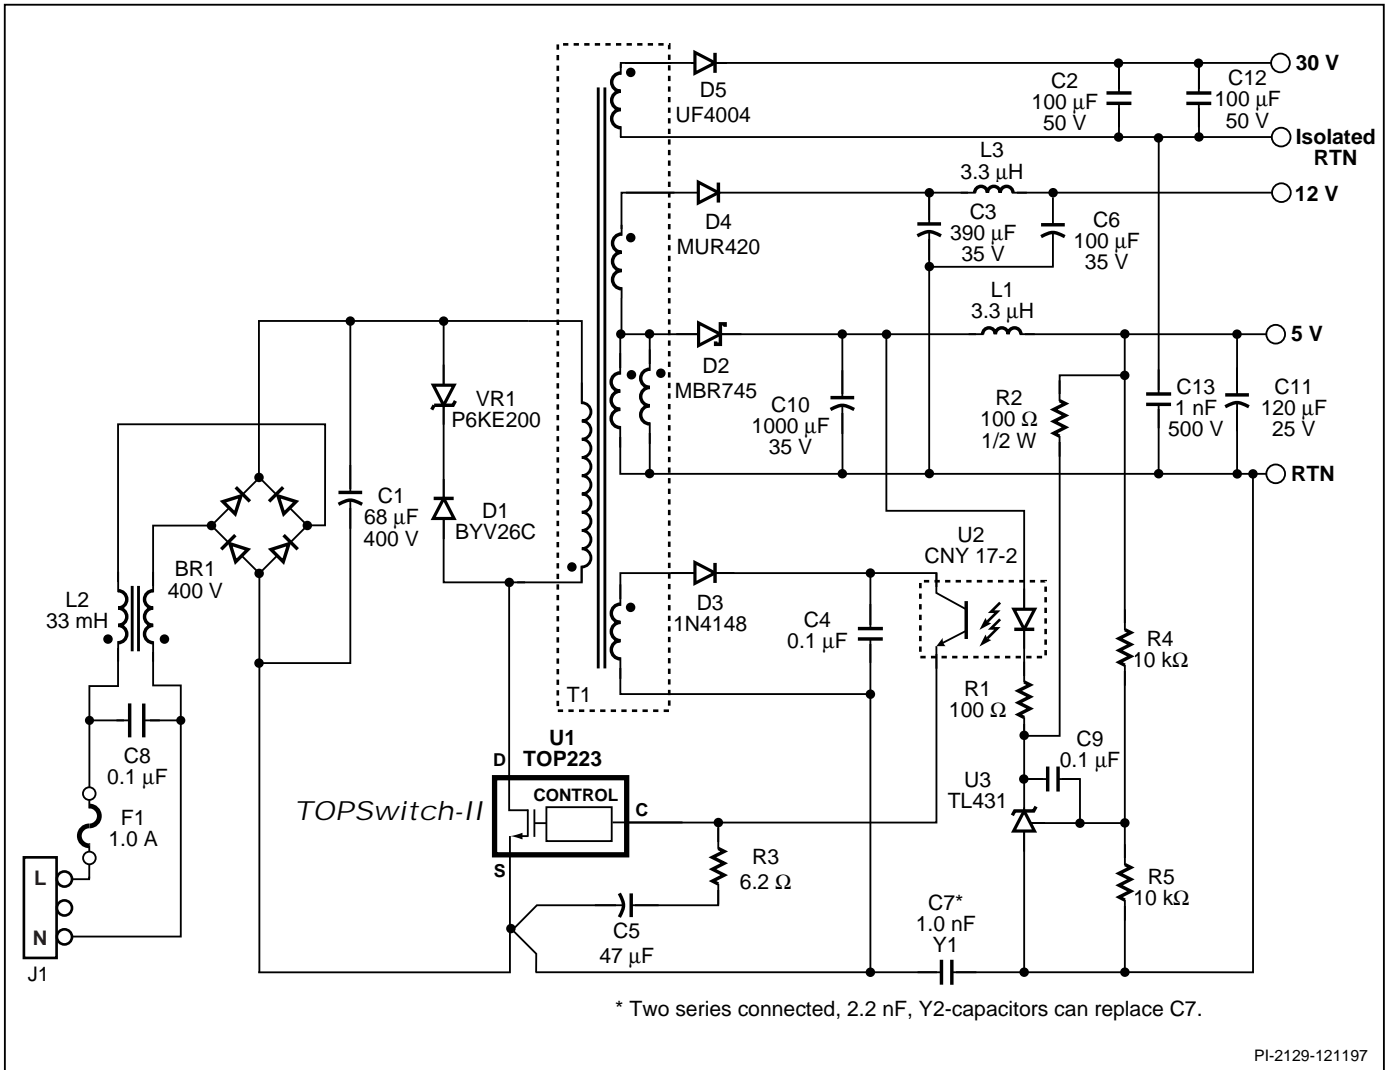 30 V
D5
UF4004
C2
100 µF
50 V
C12
100 µF
50 V
Isolated
RTN
L3
3.3 µH
12 V
D4
MUR420
C3
390 µF
35 V
C6
100 µF
35 V
L1
3.3 µH
5 V
D2
MBR745
VR1
P6KE200
C10
1000 µF
35 V
R2
100 Ω
1/2 W
C13
1 nF
500 V
C11
120 µF
25 V
RTN
C1
68 µF
400 V
D1
BYV26C
U2
CNY 17-2
BR1
400 V
L2
33 mH
D3
1N4148
C4
0.1 µF
R4
10 kΩ
T1
R1
100 Ω
C8
0.1 µF
U1
TOP223
D
CONTROL
C
S
TOPSwitch-II
C9
0.1 µF
U3
TL431
F1
1.0 A
R3
6.2 Ω
L
N
J1
C5
47 µF
C7*
1.0 nF
Y1
R5
10 kΩ
* Two series connected, 2.2 nF, Y2-capacitors can replace C7.
PI-2129-121197